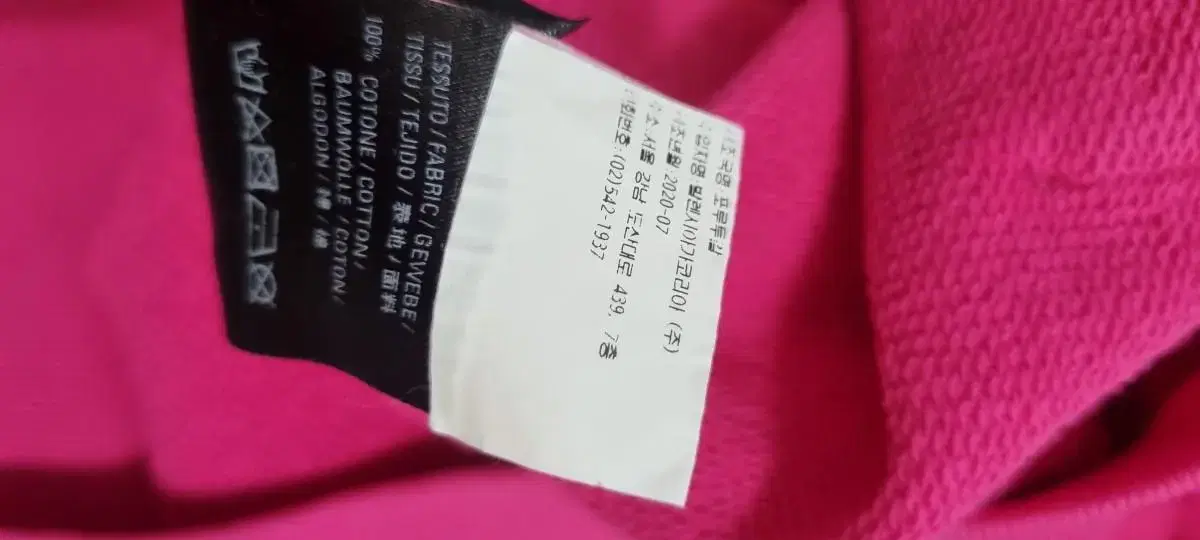 TESSUTO / FABRIC / GEWEBE /
TISSU / TEJIDO / 表地 / 面料
100% COTONE / COTTON /
BAUMWOLLE / COTON /
ALGODON / 棉 / 棉
제조국명:포루투갈
수입자명:발렌시아가코리아 (주)
제조년월:2020-07
주소:서울 강남 도산대로 439, 7층
전화번호:(02)542-1937